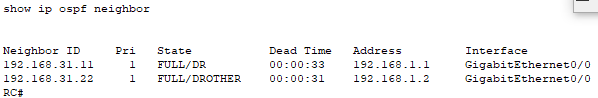 show ip ospf neighbor
Neighbor ID Pri State Dead Time Address Interface
192.168.31.11 1 FULL/DR 00:00:33 192.168.1.1 GigabitEthernet0/0
192.168.31.22 1 FULL/DROTHER 00:00:31 192.168.1.2 GigabitEthernet0/0
RC#